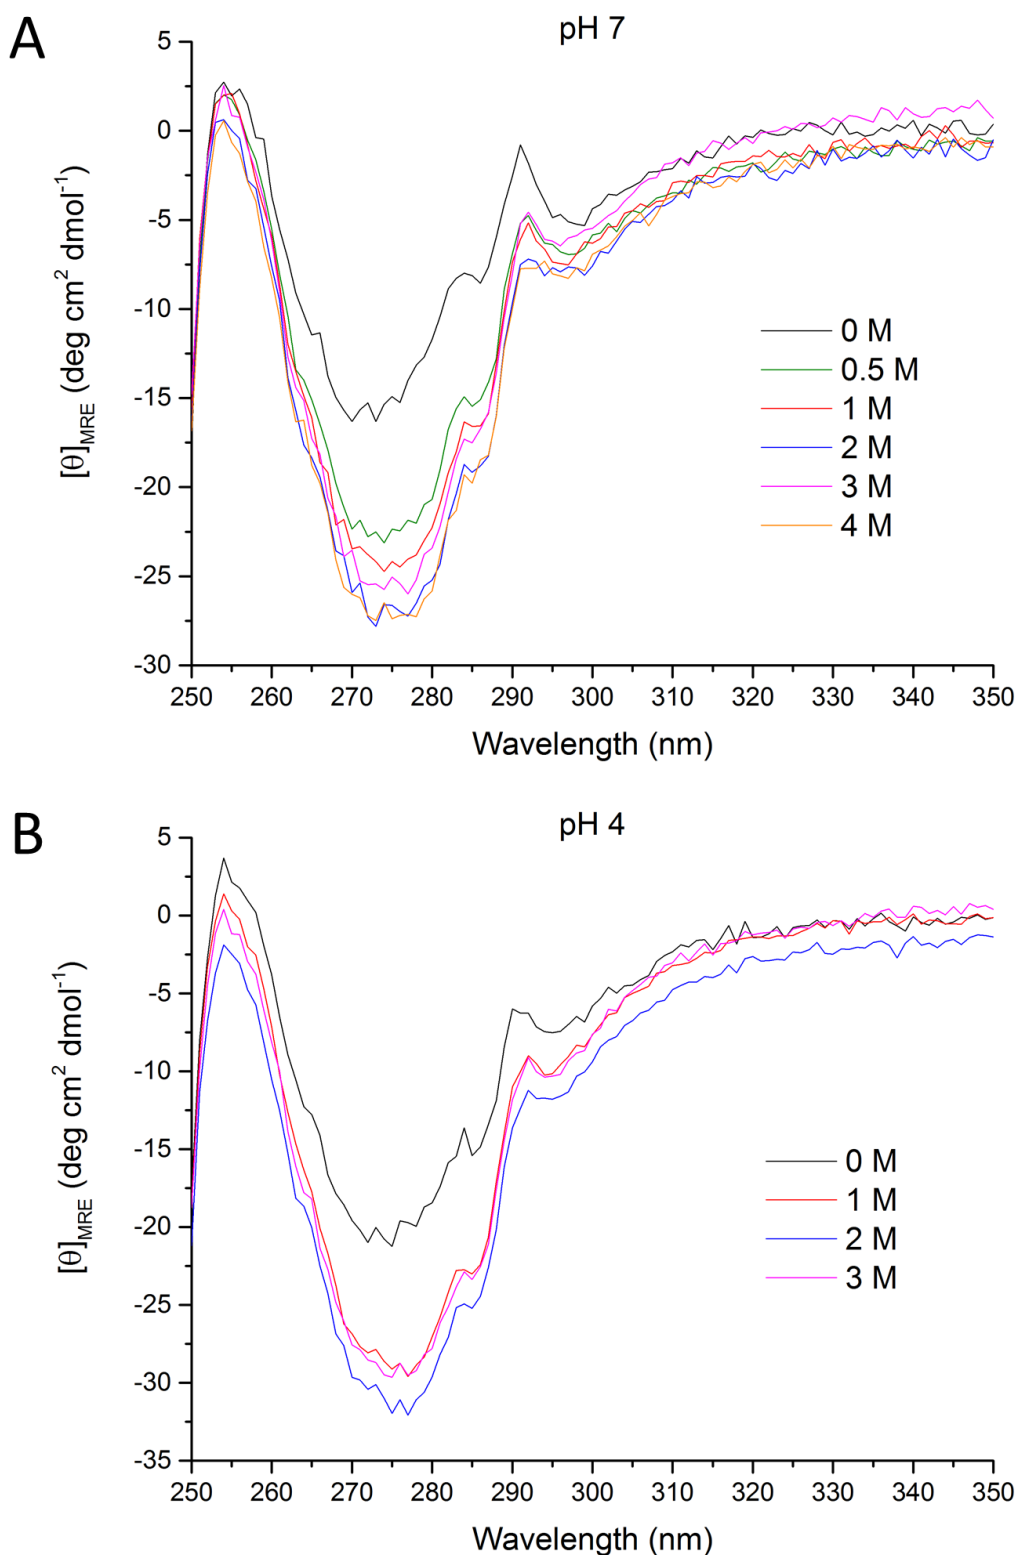 A
pH 7
5
0
-5
-10
-15
-20
-25
-30
[θ]MRE (deg cm² dmol⁻¹)
0 M
0.5 M
1 M
2 M
3 M
4 M
250 260 270 280 290 300 310 320 330 340 350
Wavelength (nm)
B
pH 4
5
0
-5
-10
-15
-20
-25
-30
-35
[θ]MRE (deg cm² dmol⁻¹)
0 M
1 M
2 M
3 M
250 260 270 280 290 300 310 320 330 340 350
Wavelength (nm)